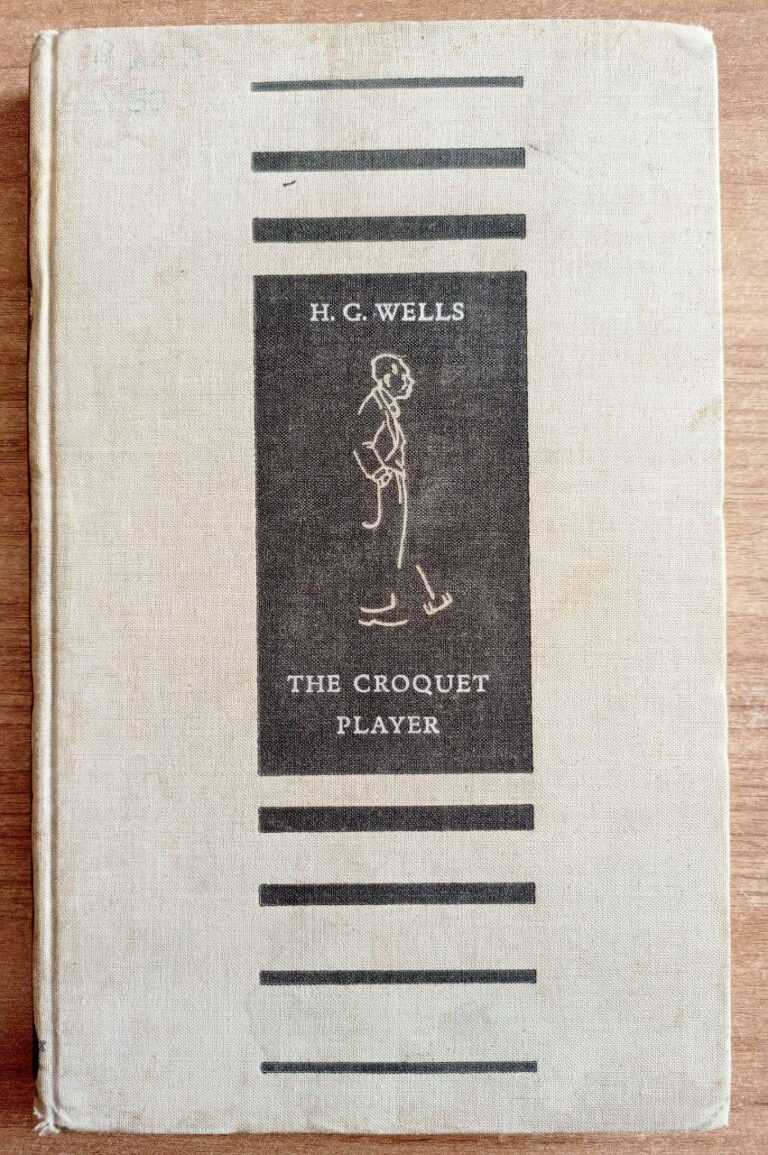 H. G. WELLS
THE CROQUET
PLAYER